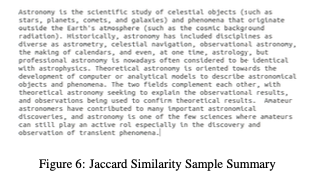 Astronomy is the scientific study of celestial objects (such as
stars, planets, comets, and galaxies) and phenomena that originate
outside the Earth's atmosphere (such as the cosmic background
radiation). Historically, astronomy has included disciplines as
diverse as astrometry, celestial navigation, observational astronomy,
the making of calendars, and even, at one time, astrology, but
professional astronomy is nowadays often considered to be identical
with astrophysics. Theoretical astronomy is oriented towards the
development of computer or analytical models to describe astronomical
objects and phenomena. The two fields complement each other, with
theoretical astronomy seeking to explain the observational results,
and observations being used to confirm theoretical results. Amateur
astronomers have contributed to many important astronomical
discoveries, and astronomy is one of the few sciences where amateurs
can still play an active rol especially in the discovery and
observation of transient phenomena.
Figure 6: Jaccard Similarity Sample Summary